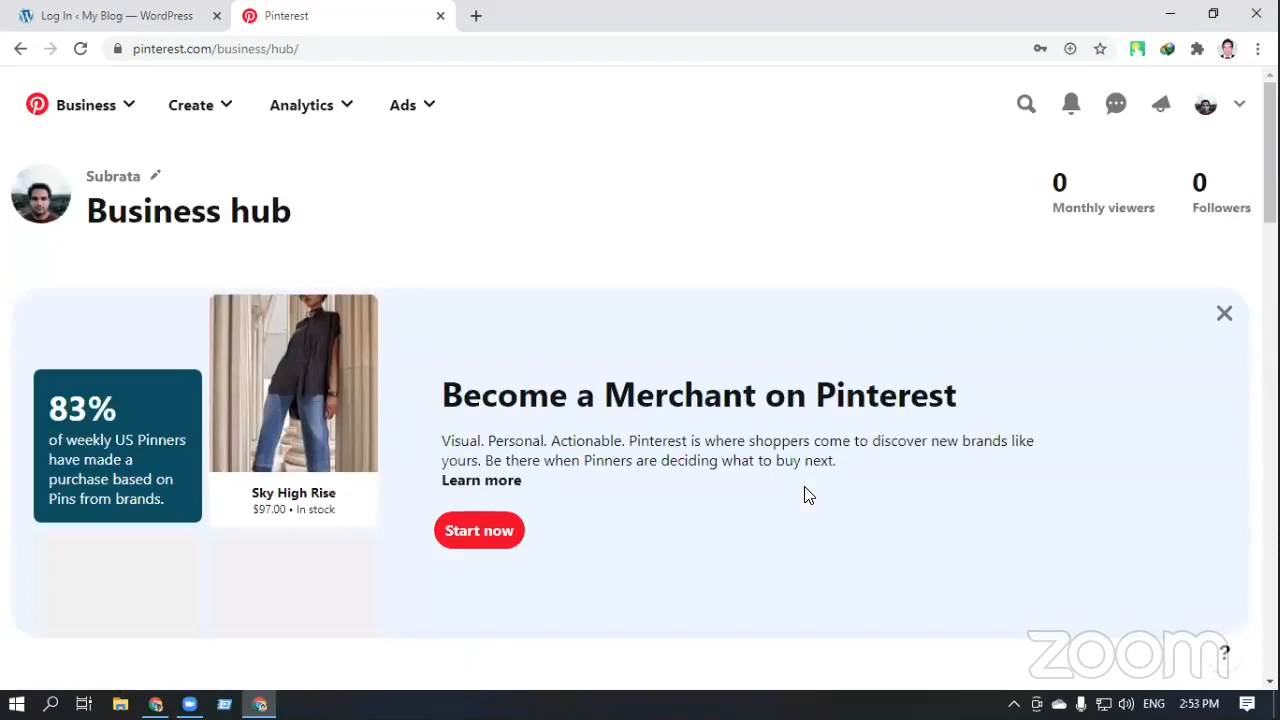 Log In ‹ My Blog — WordPress
Pinterest
pinterest.com/business/hub/
Business
Create
Analytics
Ads
Subrata
Business hub
0
Monthly viewers
0
Followers
83%
of weekly US Pinners
have made a
purchase based on
Pins from brands.
Sky High Rise
$97.00 • In stock
Become a Merchant on Pinterest
Visual. Personal. Actionable. Pinterest is where shoppers come to discover new brands like
yours. Be there when Pinners are deciding what to buy next.
Learn more
Start now
zoom
?
ENG
2:53 PM